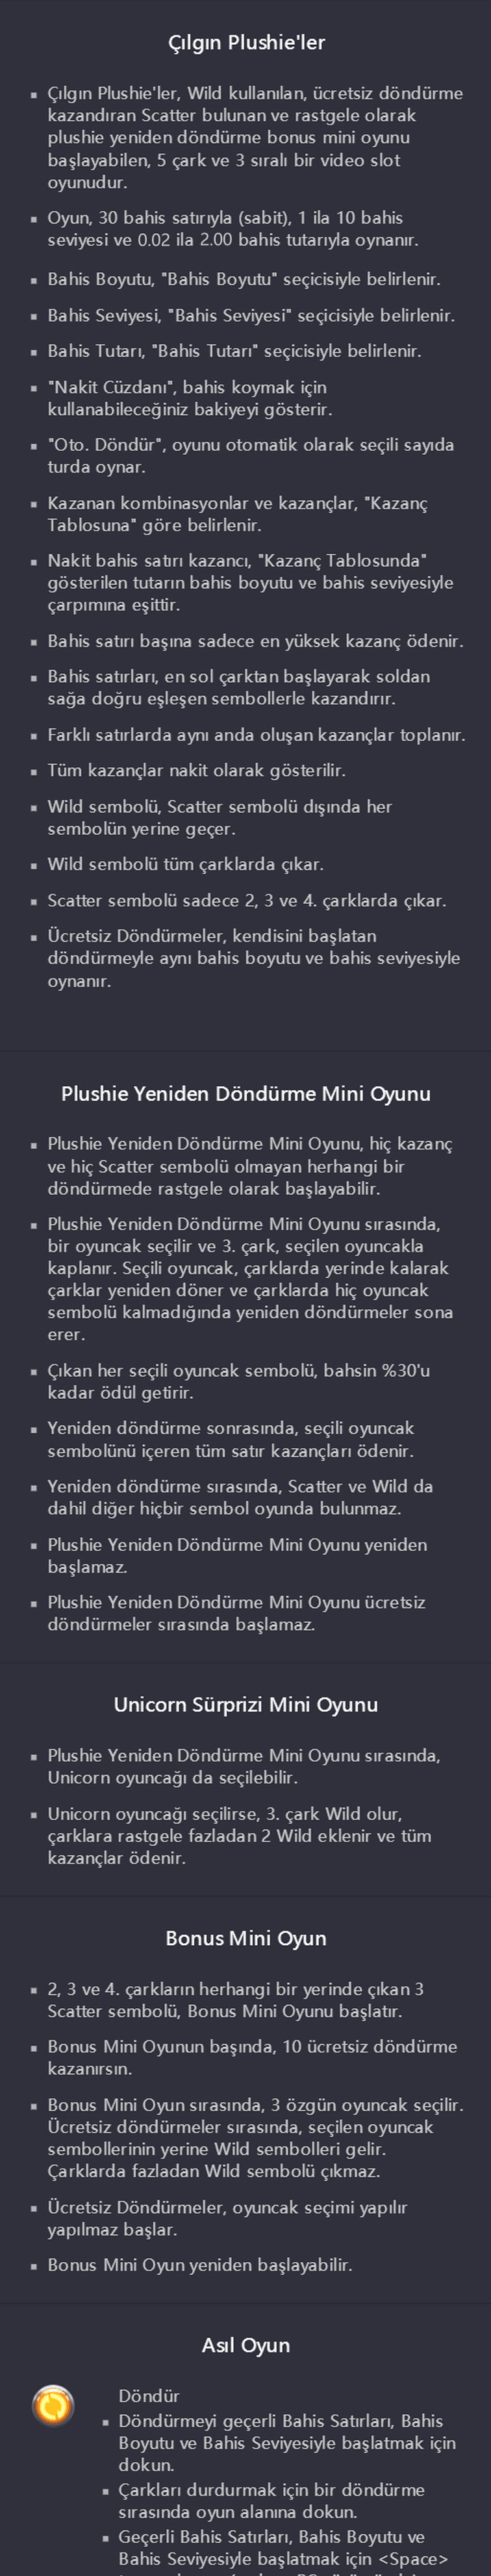 Çılgın Plushie'ler
▪ Çılgın Plushie'ler, Wild kullanılan, ücretsiz döndürme
kazandıran Scatter bulunan ve rastgele olarak
plushie yeniden döndürme bonus mini oyunu
başlayabilen, 5 çark ve 3 sıralı bir video slot
oyunudur.
▪ Oyun, 30 bahis satırıyla (sabit), 1 ila 10 bahis
seviyesi ve 0.02 ila 2.00 bahis tutarıyla oynanır.
▪ Bahis Boyutu, "Bahis Boyutu" seçicisiyle belirlenir.
▪ Bahis Seviyesi, "Bahis Seviyesi" seçicisiyle belirlenir.
▪ Bahis Tutarı, "Bahis Tutarı" seçicisiyle belirlenir.
▪ "Nakit Cüzdanı", bahis koymak için
kullanabileceğiniz bakiyeyi gösterir.
▪ "Oto. Döndür", oyunu otomatik olarak seçili sayıda
turda oynar.
▪ Kazanan kombinasyonlar ve kazançlar, "Kazanç
Tablosuna" göre belirlenir.
▪ Nakit bahis satırı kazancı, "Kazanç Tablosunda"
gösterilen tutarın bahis boyutu ve bahis seviyesiyle
çarpımına eşittir.
▪ Bahis satırı başına sadece en yüksek kazanç ödenir.
▪ Bahis satırları, en sol çarktan başlayarak soldan
sağa doğru eşleşen sembollerle kazandırır.
▪ Farklı satırlarda aynı anda oluşan kazançlar toplanır.
▪ Tüm kazançlar nakit olarak gösterilir.
▪ Wild sembolü, Scatter sembolü dışında her
sembolün yerine geçer.
▪ Wild sembolü tüm çarklarda çıkar.
▪ Scatter sembolü sadece 2, 3 ve 4. çarklarda çıkar.
▪ Ücretsiz Döndürmeler, kendisini başlatan
döndürmeyle aynı bahis boyutu ve bahis seviyesiyle
oynanır.
Plushie Yeniden Döndürme Mini Oyunu
▪ Plushie Yeniden Döndürme Mini Oyunu, hiç kazanç
ve hiç Scatter sembolü olmayan herhangi bir
döndürmede rastgele olarak başlayabilir.
▪ Plushie Yeniden Döndürme Mini Oyunu sırasında,
bir oyuncak seçilir ve 3. çark, seçilen oyuncakla
kaplanır. Seçili oyuncak, çarklarda yerinde kalarak
çarklar yeniden döner ve çarklarda hiç oyuncak
sembolü kalmadığında yeniden döndürmeler sona
erer.
▪ Çıkan her seçili oyuncak sembolü, bahsin %30'u
kadar ödül getirir.
▪ Yeniden döndürme sonrasında, seçili oyuncak
sembolünü içeren tüm satır kazançları ödenir.
▪ Yeniden döndürme sırasında, Scatter ve Wild da
dahil diğer hiçbir sembol oyunda bulunmaz.
▪ Plushie Yeniden Döndürme Mini Oyunu yeniden
başlamaz.
▪ Plushie Yeniden Döndürme Mini Oyunu ücretsiz
döndürmeler sırasında başlamaz.
Unicorn Sürprizi Mini Oyunu
▪ Plushie Yeniden Döndürme Mini Oyunu sırasında,
Unicorn oyuncağı da seçilebilir.
▪ Unicorn oyuncağı seçilirse, 3. çark Wild olur,
çarklara rastgele fazladan 2 Wild eklenir ve tüm
kazançlar ödenir.
Bonus Mini Oyun
▪ 2, 3 ve 4. çarkların herhangi bir yerinde çıkan 3
Scatter sembolü, Bonus Mini Oyunu başlatır.
▪ Bonus Mini Oyunun başında, 10 ücretsiz döndürme
kazanırsın.
▪ Bonus Mini Oyun sırasında, 3 özgün oyuncak seçilir.
Ücretsiz döndürmeler sırasında, seçilen oyuncak
sembollerinin yerine Wild sembolleri gelir.
Çarklarda fazladan Wild sembolü çıkmaz.
▪ Ücretsiz Döndürmeler, oyuncak seçimi yapılır
yapılmaz başlar.
▪ Bonus Mini Oyun yeniden başlayabilir.
Asıl Oyun
Döndür
▪ Döndürmeyi geçerli Bahis Satırları, Bahis
Boyutu ve Bahis Seviyesiyle başlatmak için
dokun.
▪ Çarkları durdurmak için bir döndürme
sırasında oyun alanına dokun.
▪ Geçerli Bahis Satırları, Bahis Boyutu ve
Bahis Seviyesiyle başlatmak için <Space>